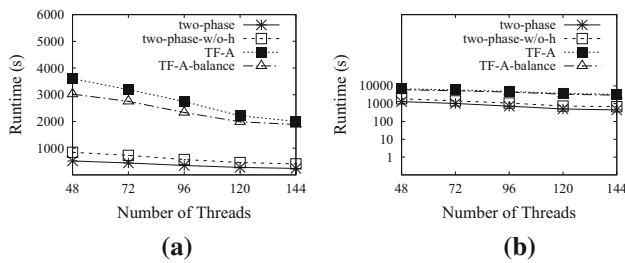 6000
5000
4000
3000
2000
1000
Runtime (s)
two-phase
two-phase-w/o-h
TF-A
TF-A-balance
48 72 96 120 144
Number of Threads
(a)
10000
1000
100
10
1
Runtime (s)
two-phase
two-phase-w/o-h
TF-A
TF-A-balance
48 72 96 120 144
Number of Threads
(b)